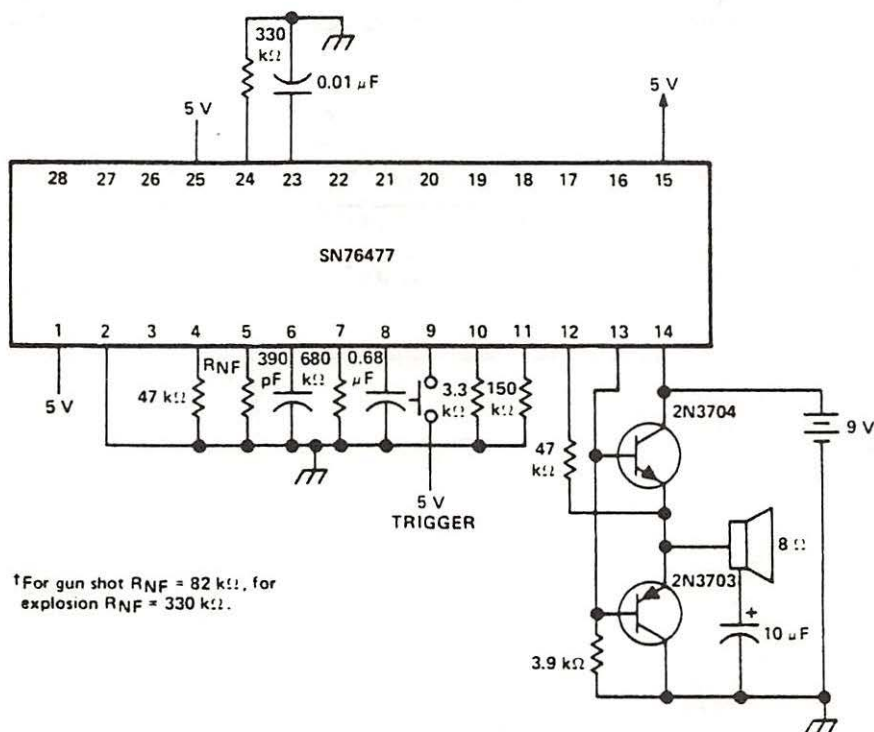 330
kΩ
0.01 μF
5 V
5 V
28 27 26 25 24 23 22 21 20 19 18 17 16 15
SN76477
1 2 3 4 5 6 7 8 9 10 11 12 13 14
5 V
47 kΩ
RNF
390
pF
680
kΩ
0.68
μF
3.3
kΩ
150
kΩ
47
kΩ
2N3704
9 V
5 V
TRIGGER
8 Ω
2N3703
10 μF
+
3.9 kΩ
†For gun shot RNF = 82 kΩ, for
explosion RNF = 330 kΩ.